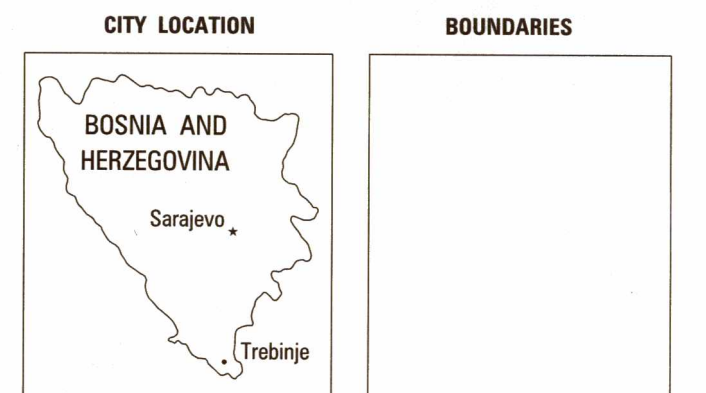 CITY LOCATION
BOUNDARIES
BOSNIA AND
HERZEGOVINA
Sarajevo
Trebinje